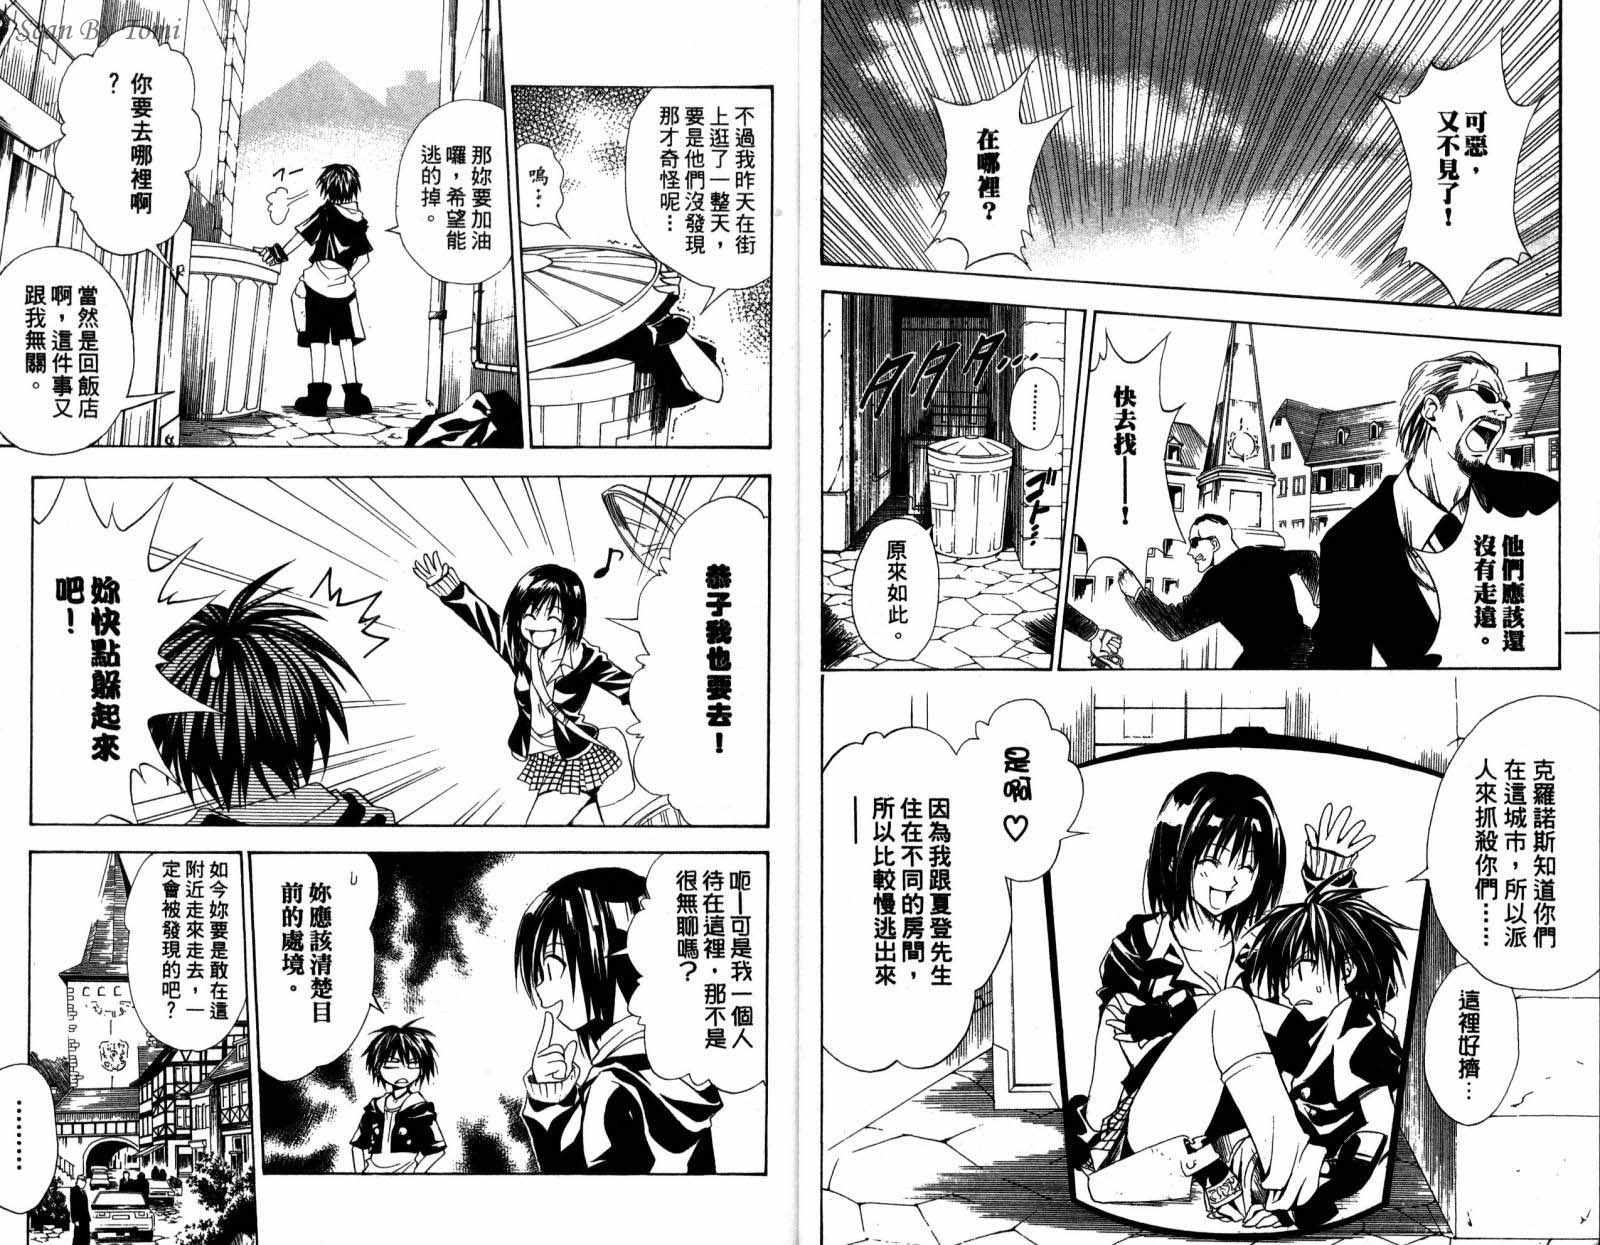 Scan By Tomi
可惡，
又不見了！
在哪裡？
他們應該還
沒有走遠。
快去找——！
………
タタタ…
ゴト…
原來如此。
克羅諾斯知道你們
在這城市，所以派
人來抓殺你們……
這裡好擠…
是啊♡
因為我跟夏登先生
住在不同的房間，
所以比較慢逃出來
——
不過我昨天在街
上逛了一整天，
要是他們沒發現
那才奇怪呢…
嗚…
那妳要加油
囉，希望能
逃的掉。
你要去哪裡啊
？
當然是回飯店
啊，這件事又
跟我無關。
恭子我也要去！
妳快點躲起來
吧！
呃—可是我一個人
待在這裡，那不是
很無聊嗎？
妳應該清楚目
前的處境。
如今妳要是敢在這
附近走來走去，一
定會被發現的吧？
………